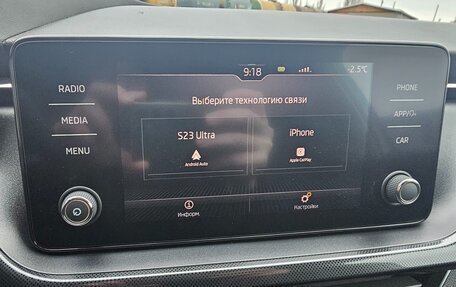 9:18 -2.5°C
RADIO
MEDIA
MENU
Выберите технологию связи
S23 Ultra iPhone
Android Auto Apple CarPlay
Информ. Настройки
PHONE
APP/
CAR